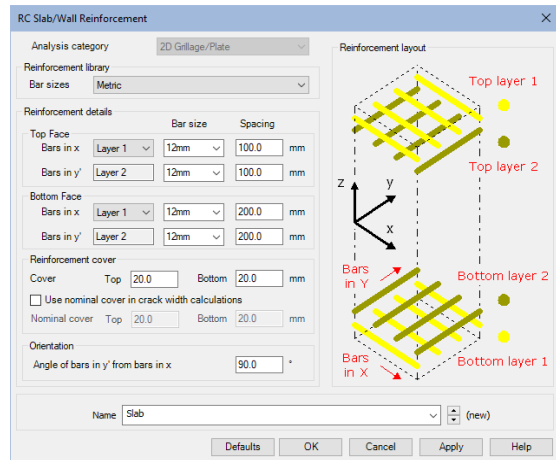 RC Slab/Wall Reinforcement
Analysis category 2D Grillage/Plate
Reinforcement library
Bar sizes Metric
Reinforcement details
Bar size Spacing
Top Face
Bars in x Layer 1 12mm 100.0 mm
Bars in y' Layer 2 12mm 100.0 mm
Bottom Face
Bars in x Layer 1 12mm 200.0 mm
Bars in y' Layer 2 12mm 200.0 mm
Reinforcement cover
Cover Top 20.0 Bottom 20.0 mm
Use nominal cover in crack width calculations
Nominal cover Top 20.0 Bottom 20.0 mm
Orientation
Angle of bars in y' from bars in x 90.0 °
Reinforcement layout
Top layer 1
Top layer 2
z
y
x
Bars
in Y
Bottom layer 2
Bars
in X
Bottom layer 1
Name Slab (new)
Defaults OK Cancel Apply Help